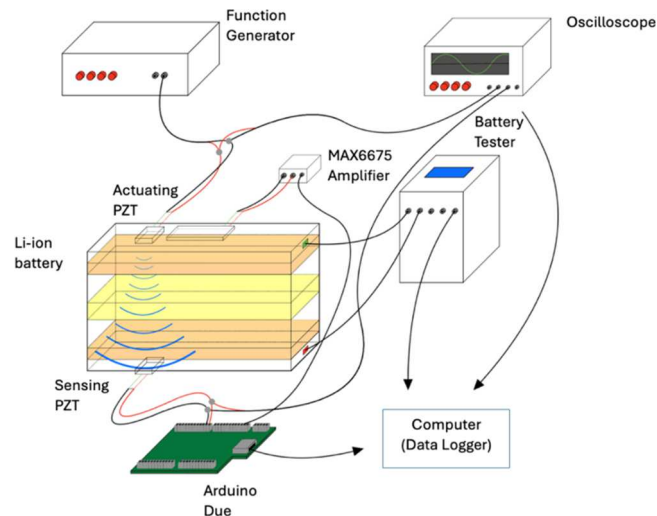 Function
Generator
Oscilloscope
Battery
Tester
MAX6675
Amplifier
Actuating
PZT
Li-ion
battery
Sensing
PZT
Computer
(Data Logger)
Arduino
Due